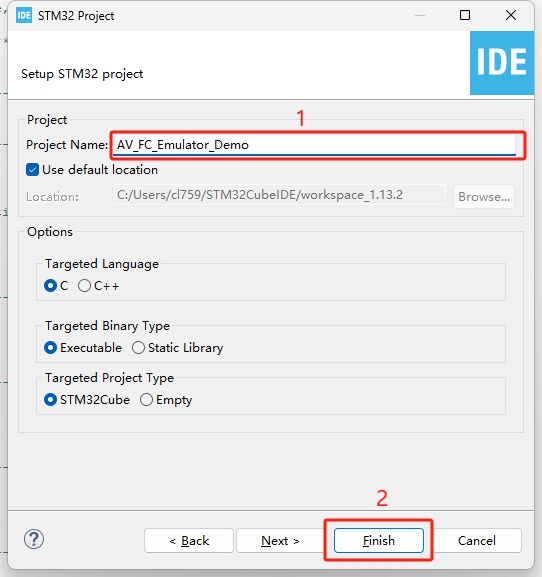 IDE STM32 Project
Setup STM32 project
IDE
Project
1
Project Name: AV_FC_Emulator_Demo
Use default location
Location: C:/Users/cl759/STM32CubeIDE/workspace_1.13.2 Browse...
Options
Targeted Language
C C++
Targeted Binary Type
Executable Static Library
Targeted Project Type
STM32Cube Empty
2
? < Back Next > Finish Cancel